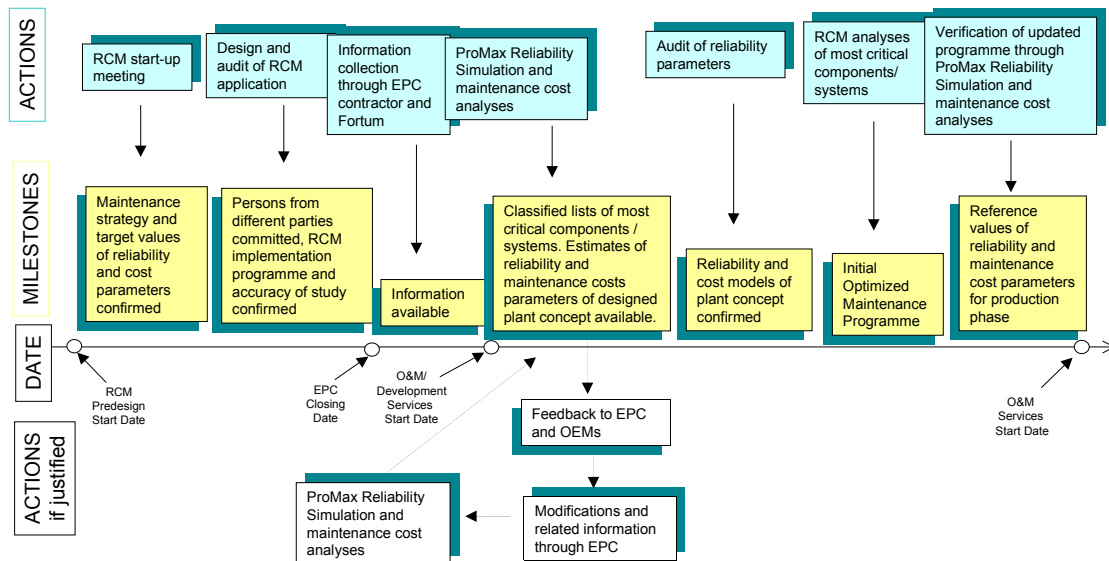 ACTIONS
RCM start-up
meeting
Design and
audit of RCM
application
Information
collection
through EPC
contractor and
Fortum
ProMax Reliability
Simulation and
maintenance cost
analyses
Audit of reliability
parameters
RCM analyses
of most critical
components/
systems
Verification of updated
programme through
ProMax Reliability
Simulation and
maintenance cost
analyses
MILESTONES
Maintenance
strategy and
target values
of reliability
and cost
parameters
confirmed
Persons from
different parties
committed, RCM
implementation
programme and
accuracy of study
confirmed
Information
available
Classified lists of most
critical components /
systems. Estimates of
reliability and
maintenance costs
parameters of designed
plant concept available.
Reliability and
cost models of
plant concept
confirmed
Initial
Optimized
Maintenance
Programme
Reference
values of
reliability and
maintenance
cost parameters
for production
phase
DATE
RCM
Predesign
Start Date
EPC
Closing
Date
O&M/
Development
Services
Start Date
O&M
Services
Start Date
ACTIONS
if justified
Feedback to EPC
and OEMs
ProMax Reliability
Simulation and
maintenance cost
analyses
Modifications and
related information
through EPC